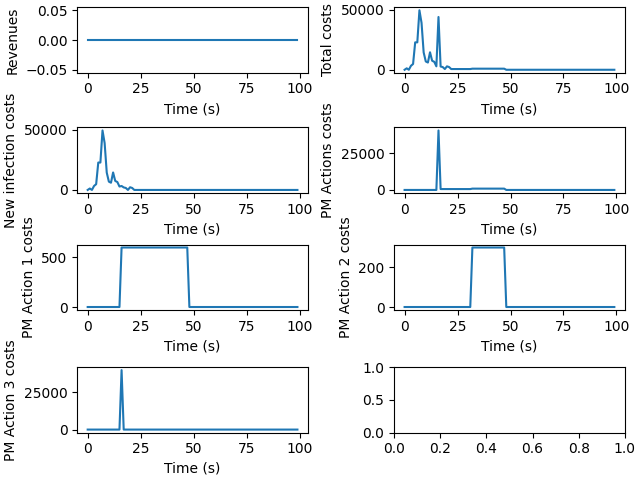 Revenues
0.05
0.00
−0.05
0 25 50 75 100
Time (s)
Total costs
50000
0
0 25 50 75 100
Time (s)
New infection costs
50000
0
0 25 50 75 100
Time (s)
PM Actions costs
25000
0
0 25 50 75 100
Time (s)
PM Action 1 costs
500
0
0 25 50 75 100
Time (s)
PM Action 2 costs
200
0
0 25 50 75 100
Time (s)
PM Action 3 costs
25000
0
0 25 50 75 100
Time (s)
1.0
0.5
0.0
0.0 0.2 0.4 0.6 0.8 1.0